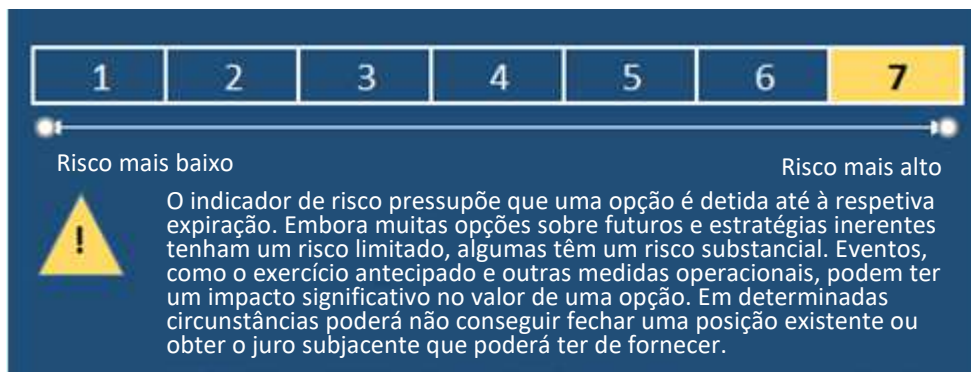 1 2 3 4 5 6 7
Risco mais baixo Risco mais alto
!
O indicador de risco pressupõe que uma opção é detida até à respetiva
expiração. Embora muitas opções sobre futuros e estratégias inerentes
tenham um risco limitado, algumas têm um risco substancial. Eventos,
como o exercício antecipado e outras medidas operacionais, podem ter
um impacto significativo no valor de uma opção. Em determinadas
circunstâncias poderá não conseguir fechar uma posição existente ou
obter o juro subjacente que poderá ter de fornecer.